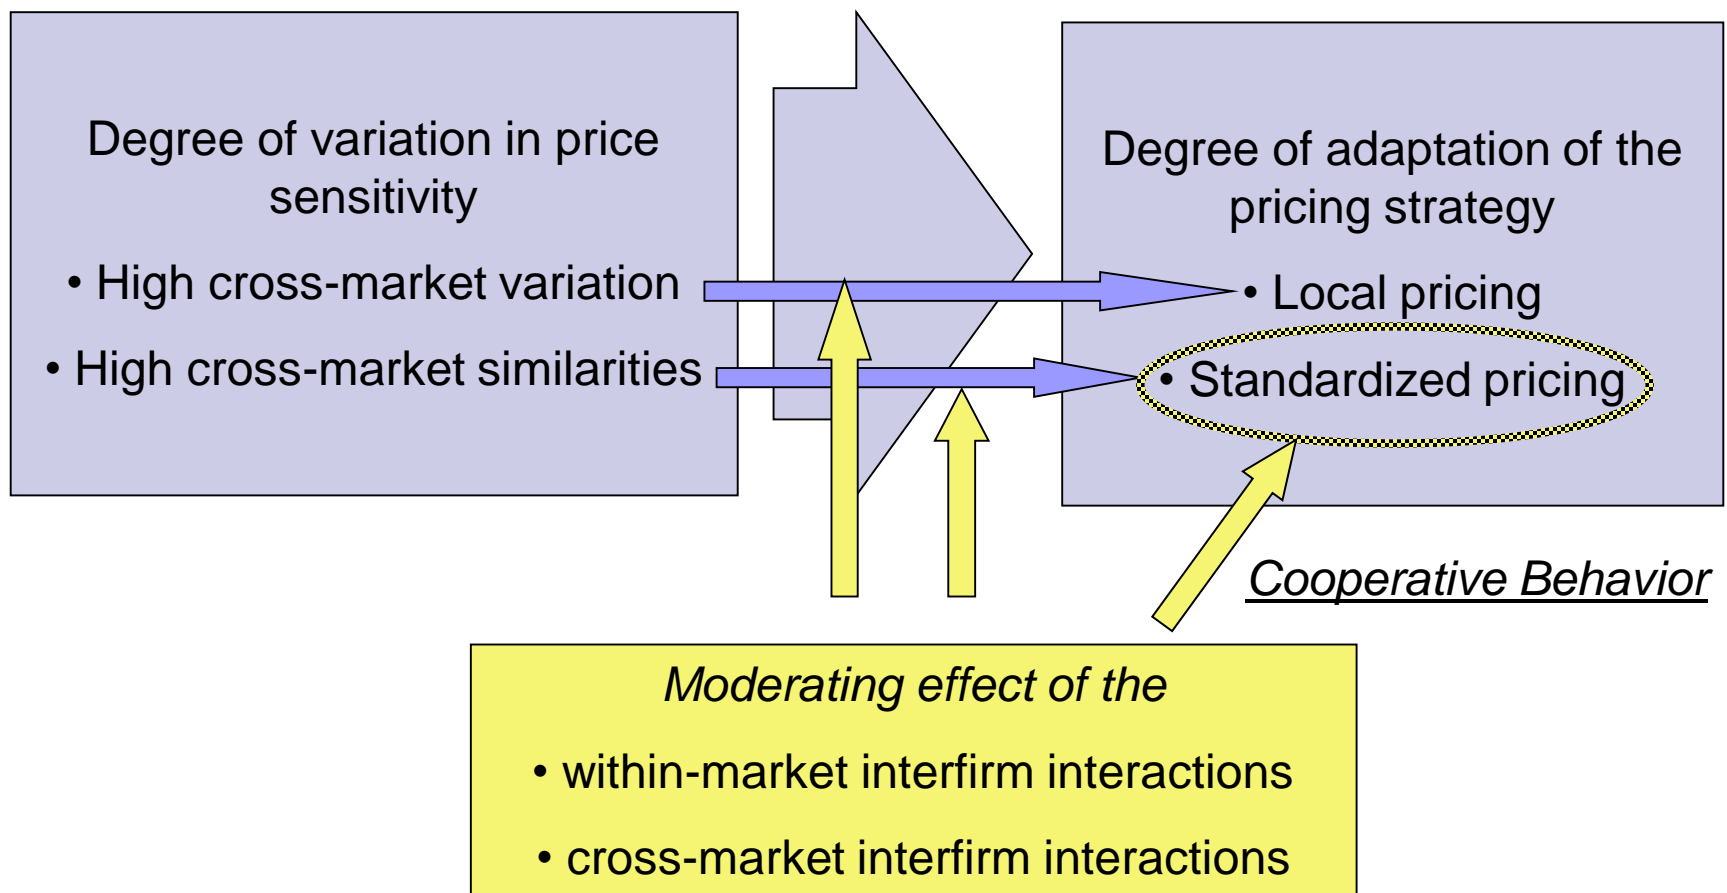 Degree of variation in price
sensitivity
• High cross-market variation
• High cross-market similarities
Degree of adaptation of the
pricing strategy
• Local pricing
• Standardized pricing
Cooperative Behavior
Moderating effect of the
• within-market interfirm interactions
• cross-market interfirm interactions